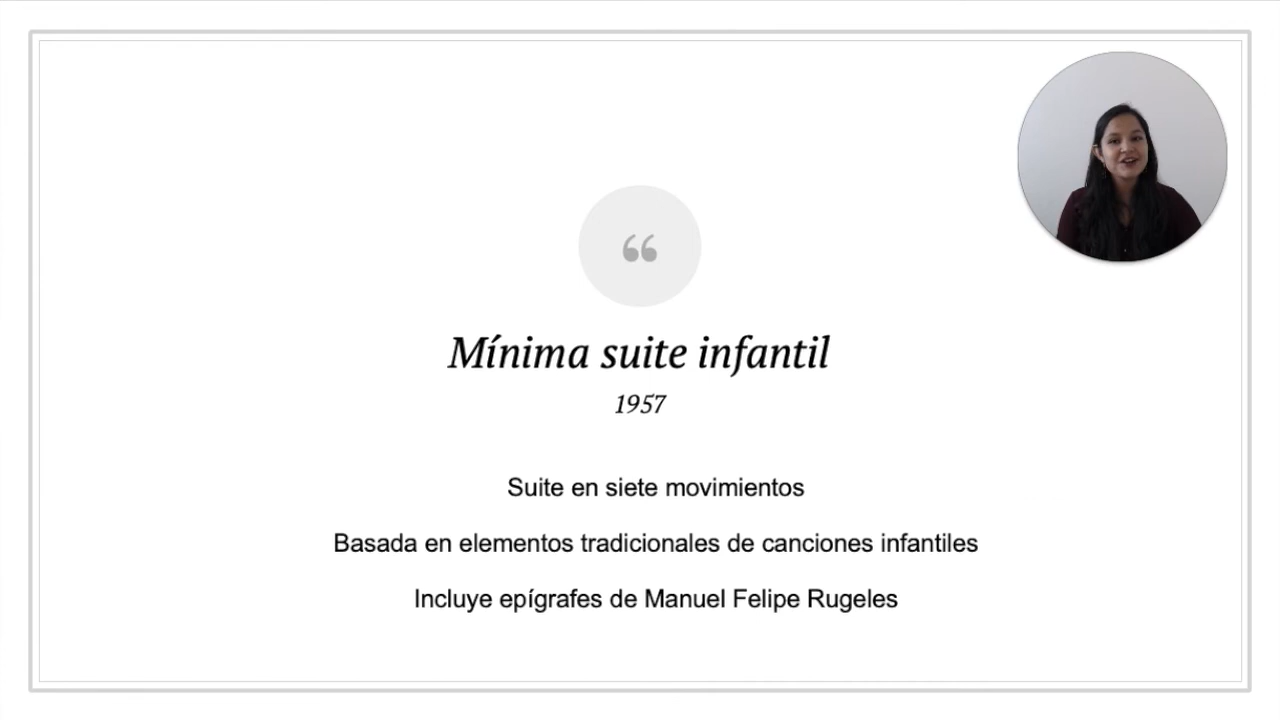 “
Mínima suite infantil
1957
Suite en siete movimientos
Basada en elementos tradicionales de canciones infantiles
Incluye epígrafes de Manuel Felipe Rugeles